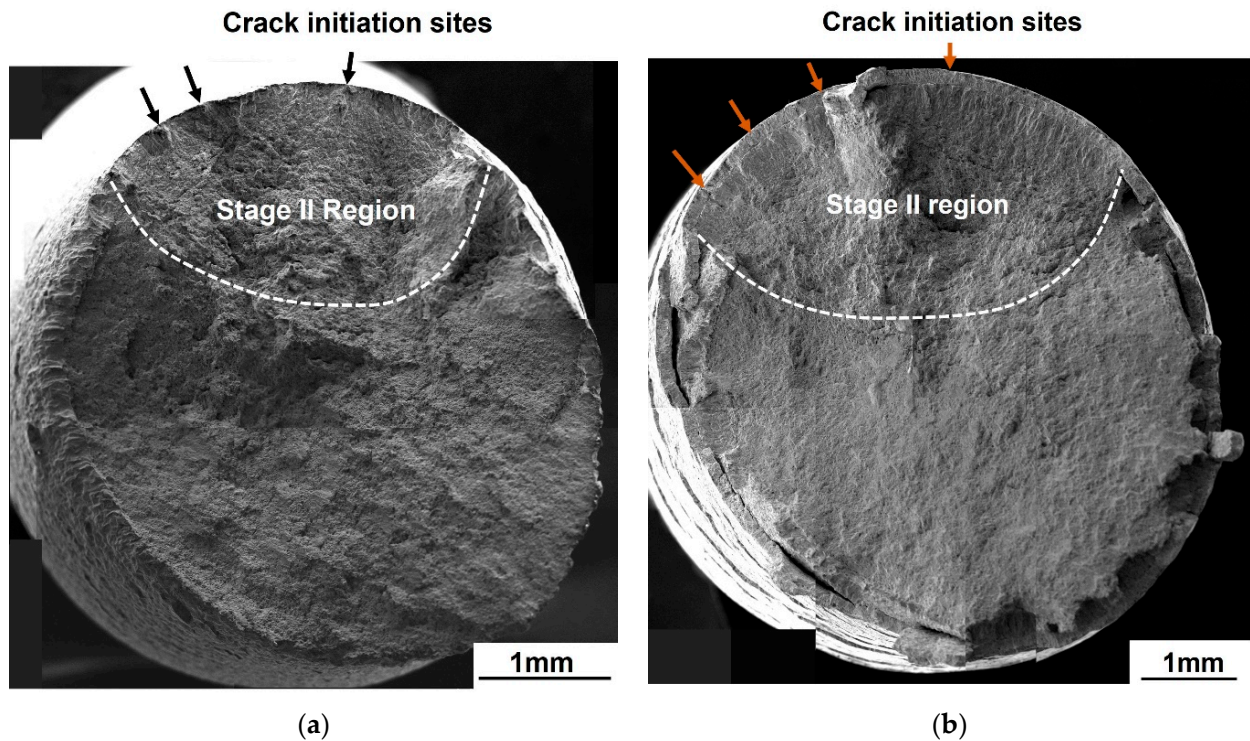 Crack initiation sites
Crack initiation sites
Stage II Region
Stage II region
1mm
1mm
(a)
(b)